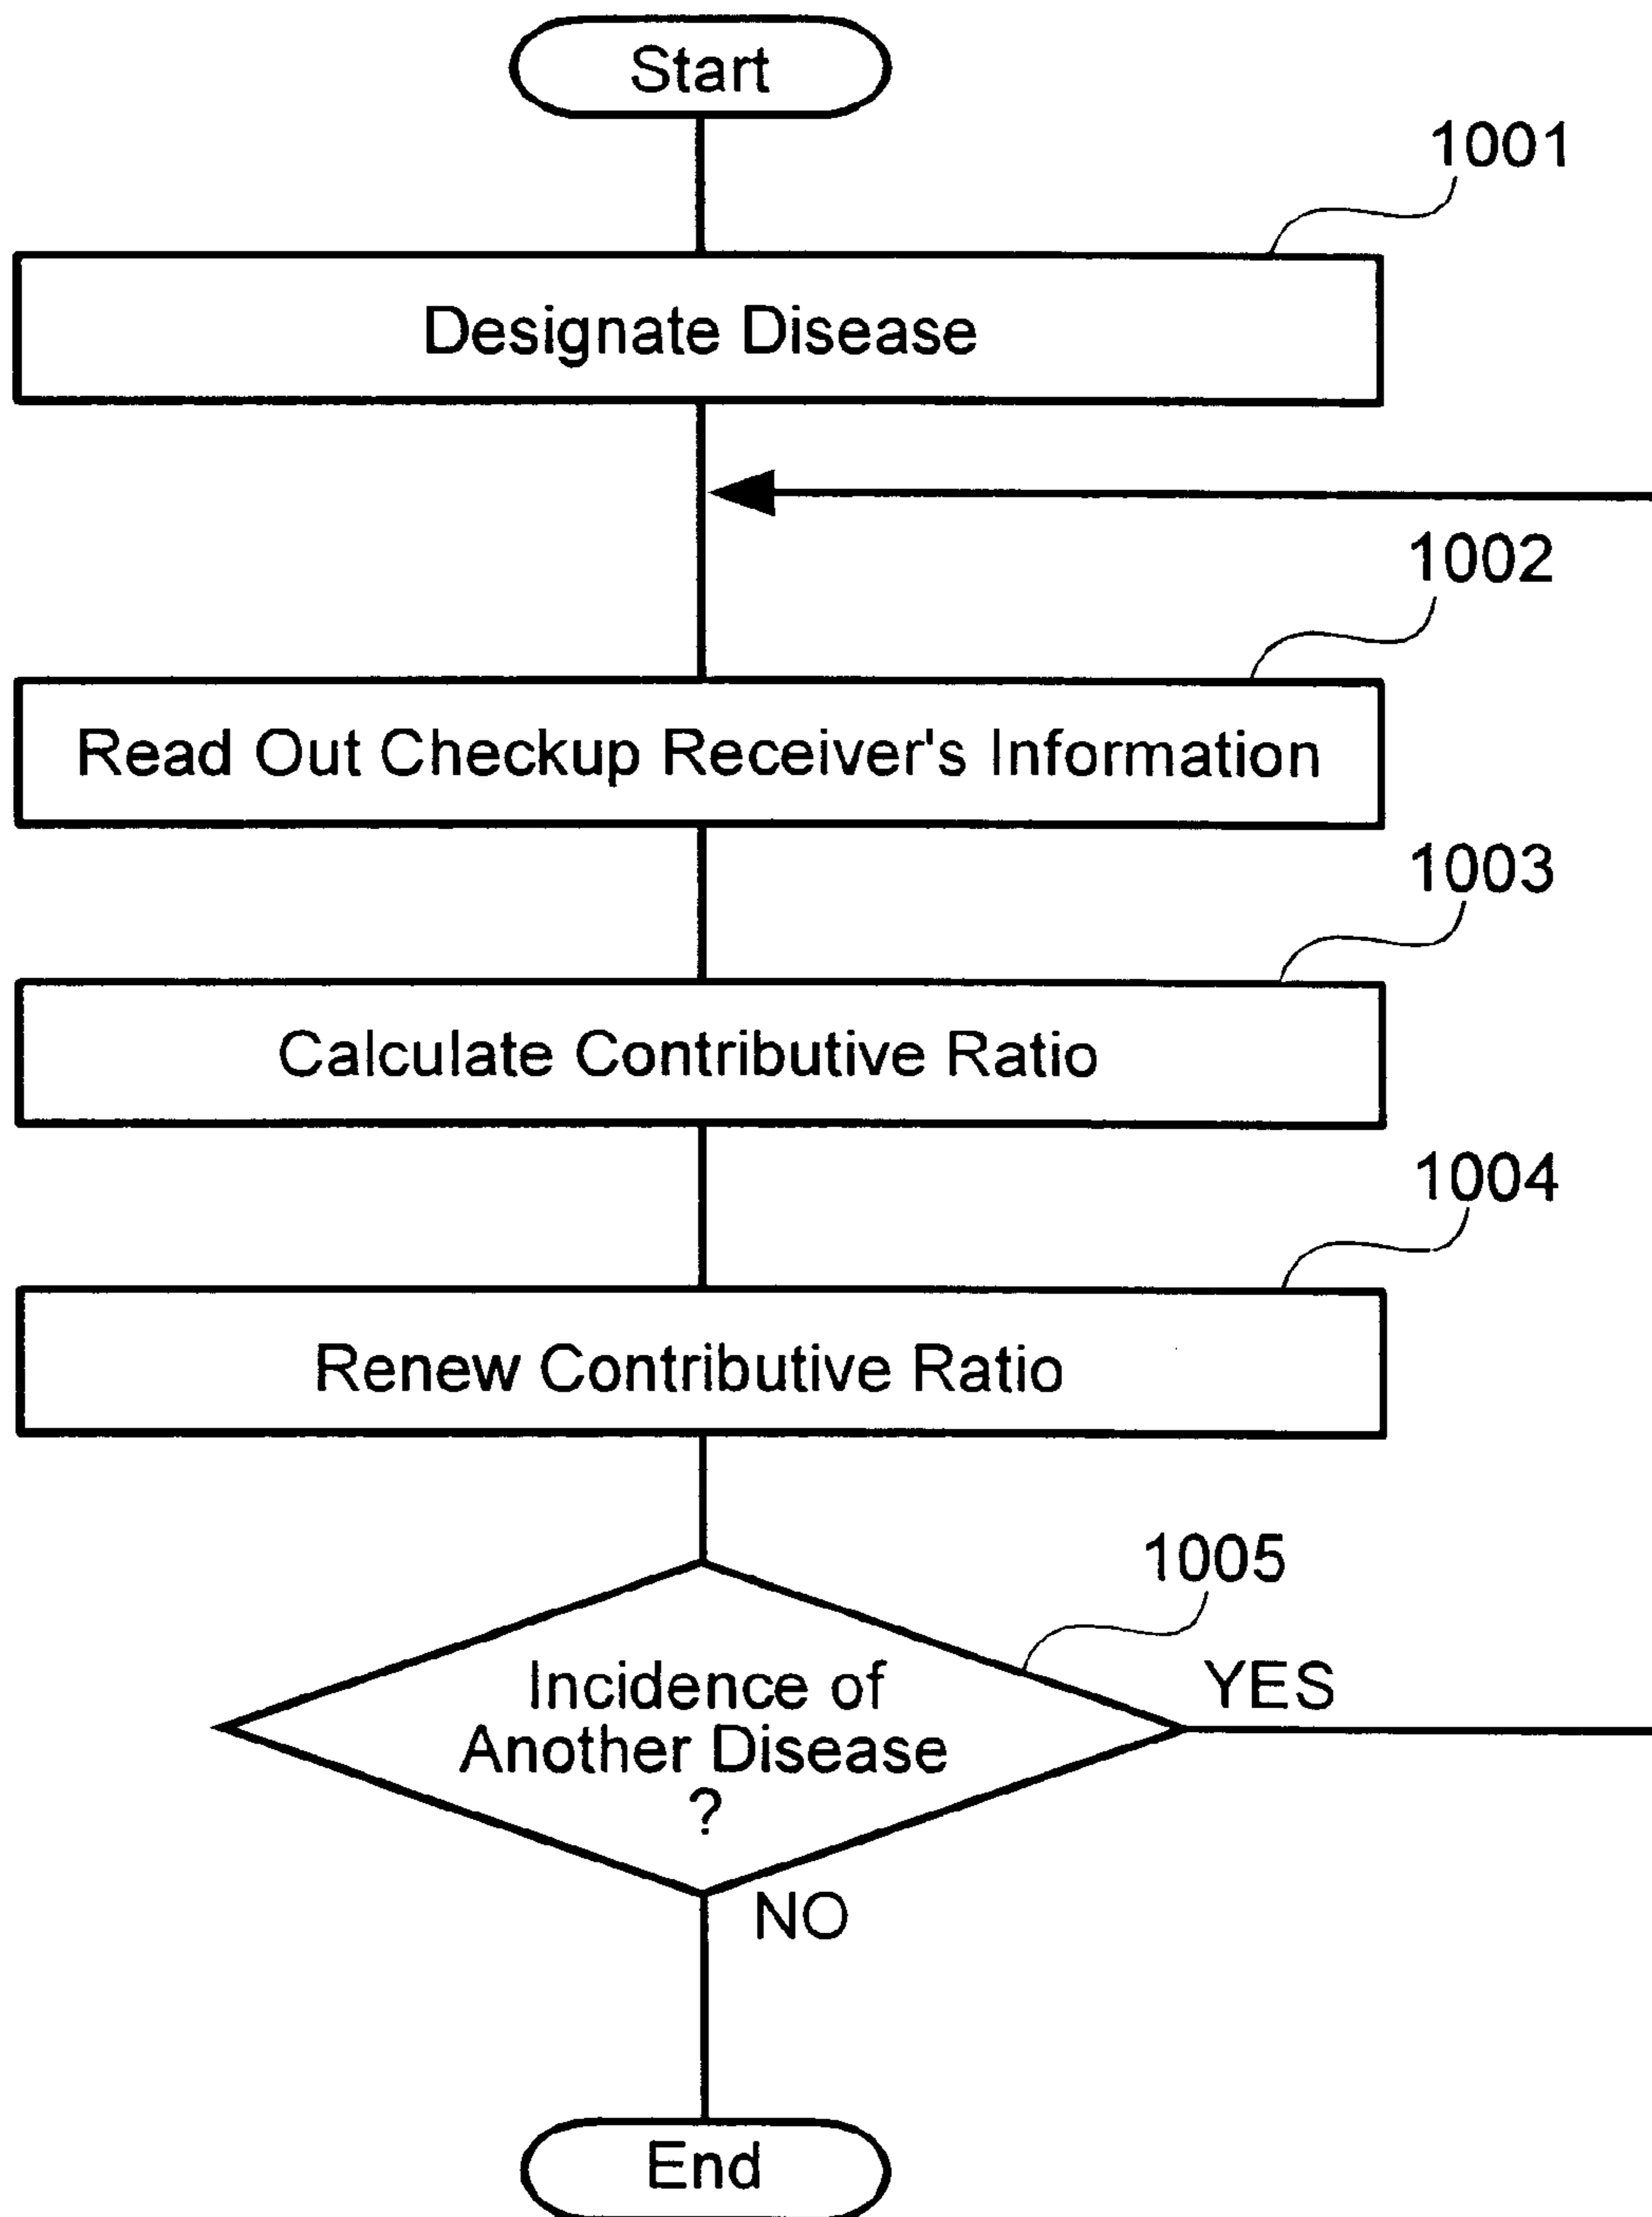 Start
1001
Designate Disease
1002
Read Out Checkup Receiver's Information
1003
Calculate Contributive Ratio
1004
Renew Contributive Ratio
1005
Incidence of
Another Disease
?
YES
NO
End